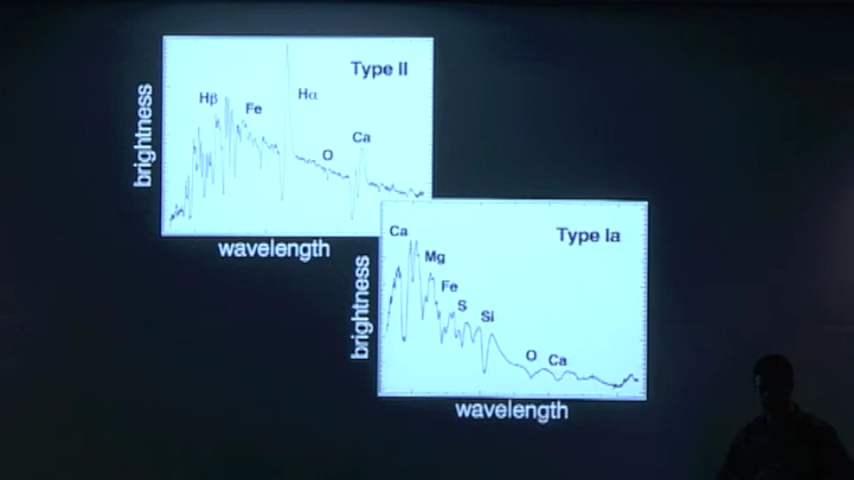 Type II
Hβ
Fe
Hα
O
Ca
brightness
wavelength
Type Ia
Ca
Mg
Fe
S
Si
O
Ca
brightness
wavelength